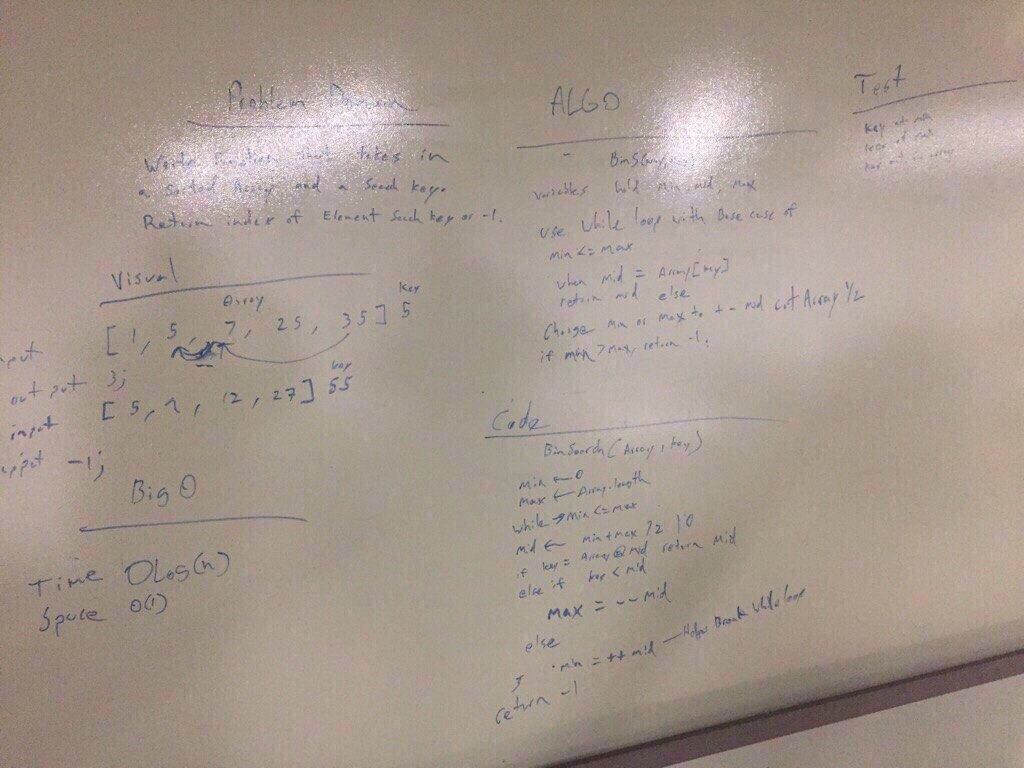 Problem Domain
Write Function that takes in
a sorted Array and a Search key.
Return index of Element Search key or -1.
Visual
Array key
[ 1, 5, 7, 25, 35 ] 5
input
out put 3;
key
[ 5, 7, 12, 27 ] 55
input
-1;
Big O
Time OLog(n)
Space O(1)
ALGO
variables hold min, mid, max
use while loop with Base case of
min <= max
when mid = Array[key]
return mid else
Change min or max to + - mid cut Array 1/2
if min > max, return -1.
Code
BinSearch(Array, key)
min ← 0
max ← Array.length
while → min <= max
mid ← min + max / 2 | 0
if key = Array@mid return mid
else if key < mid
max = -- mid
else
min = ++ mid — Helps Break while loop
return -1
Test
key at min
key at max
key not in array